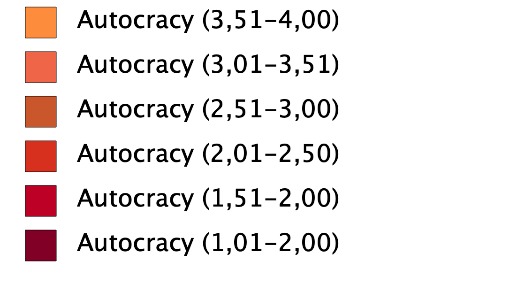 Autocracy (3,51–4,00)
Autocracy (3,01–3,51)
Autocracy (2,51–3,00)
Autocracy (2,01–2,50)
Autocracy (1,51–2,00)
Autocracy (1,01–2,00)